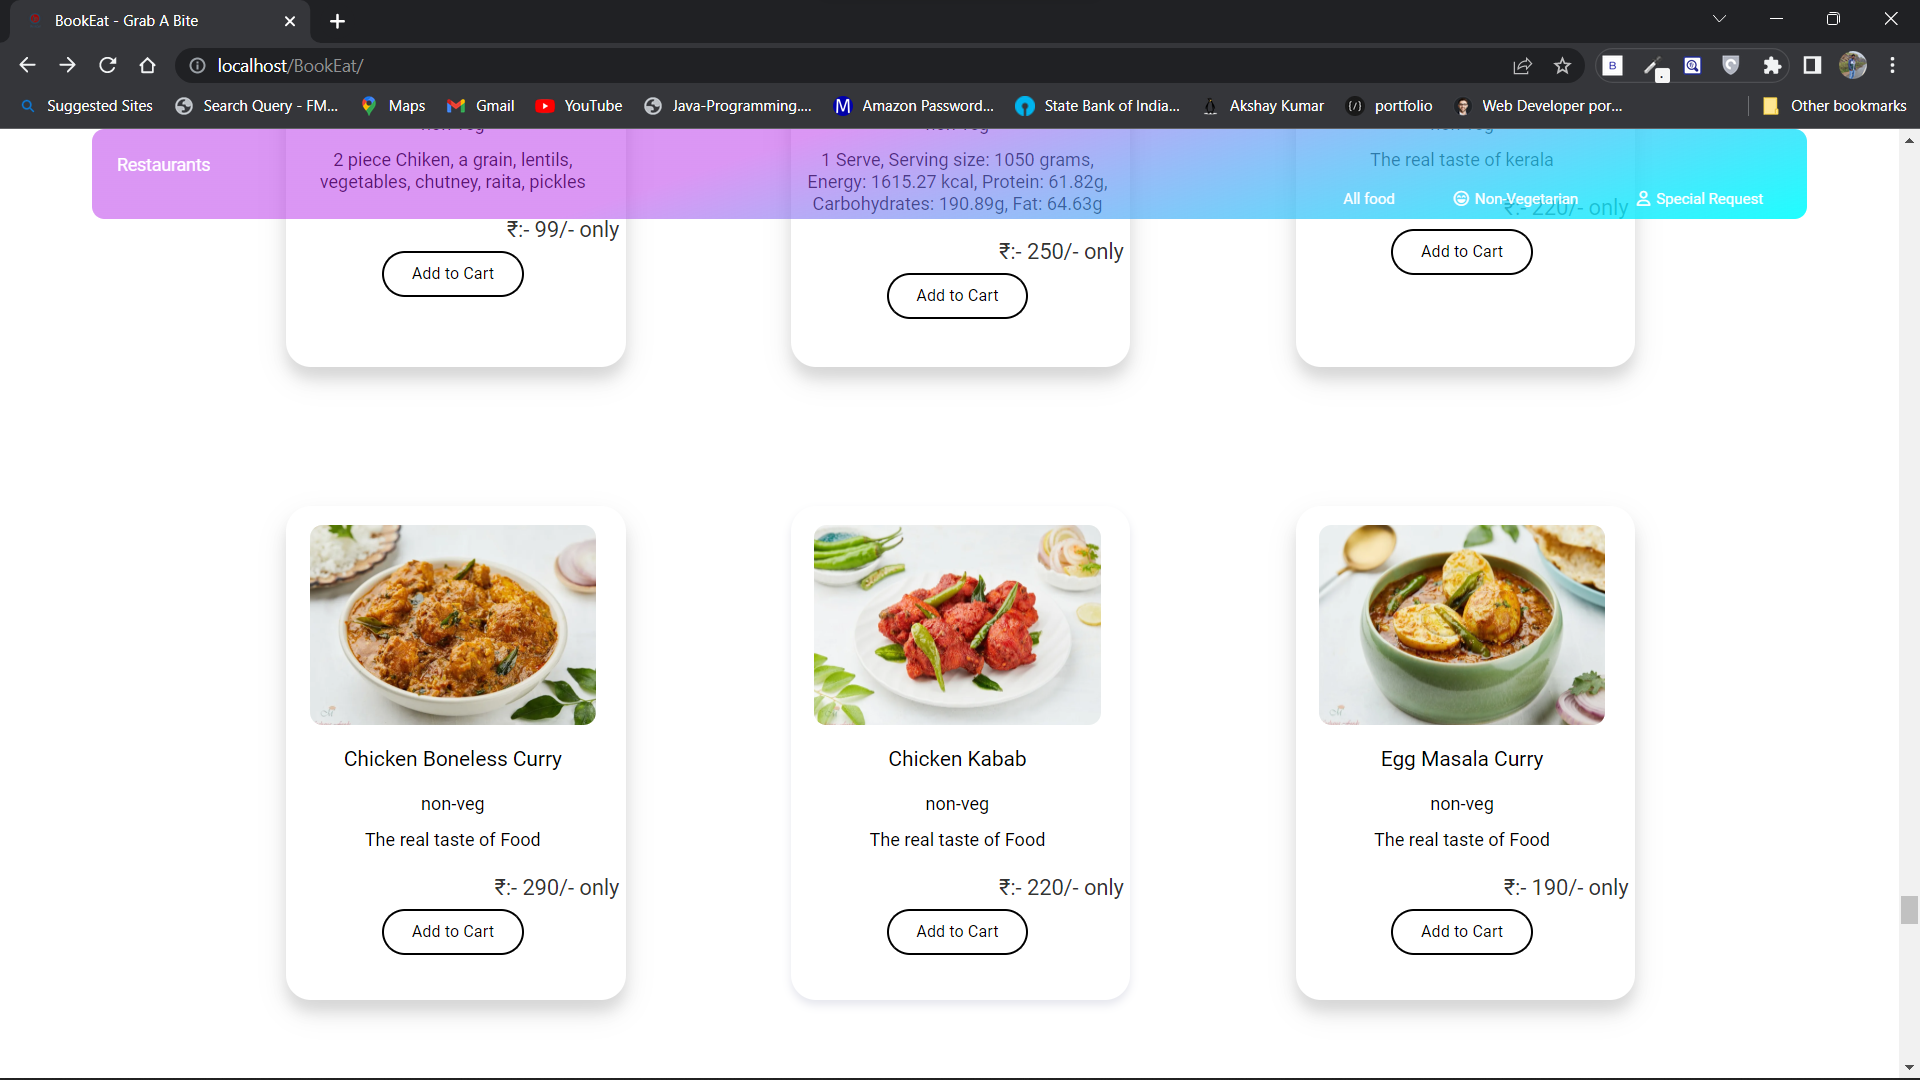 BookEat - Grab A Bite
localhost/BookEat/
Suggested Sites
Search Query - FM...
Maps
Gmail
YouTube
Java-Programming....
Amazon Password...
State Bank of India...
Akshay Kumar
portfolio
Web Developer por...
Other bookmarks
Restaurants
All food
Non-Vegetarian
Special Request
2 piece Chiken, a grain, lentils,
vegetables, chutney, raita, pickles
₹:- 99/- only
Add to Cart
1 Serve, Serving size: 1050 grams,
Energy: 1615.27 kcal, Protein: 61.82g,
Carbohydrates: 190.89g, Fat: 64.63g
₹:- 250/- only
Add to Cart
The real taste of kerala
₹:- 220/- only
Add to Cart
Chicken Boneless Curry
non-veg
The real taste of Food
₹:- 290/- only
Add to Cart
Chicken Kabab
non-veg
The real taste of Food
₹:- 220/- only
Add to Cart
Egg Masala Curry
non-veg
The real taste of Food
₹:- 190/- only
Add to Cart